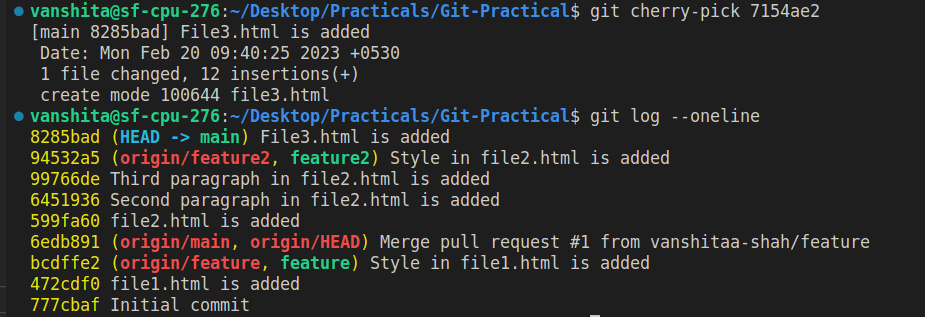 vanshita@sf-cpu-276:~/Desktop/Practicals/Git-Practical$ git cherry-pick 7154ae2
[main 8285bad] File3.html is added
 Date: Mon Feb 20 09:40:25 2023 +0530
 1 file changed, 12 insertions(+)
 create mode 100644 file3.html
vanshita@sf-cpu-276:~/Desktop/Practicals/Git-Practical$ git log --oneline
8285bad (HEAD -> main) File3.html is added
94532a5 (origin/feature2, feature2) Style in file2.html is added
99766de Third paragraph in file2.html is added
6451936 Second paragraph in file2.html is added
599fa60 file2.html is added
6edb891 (origin/main, origin/HEAD) Merge pull request #1 from vanshitaa-shah/feature
bcdffe2 (origin/feature, feature) Style in file1.html is added
472cdf0 file1.html is added
777cbaf Initial commit